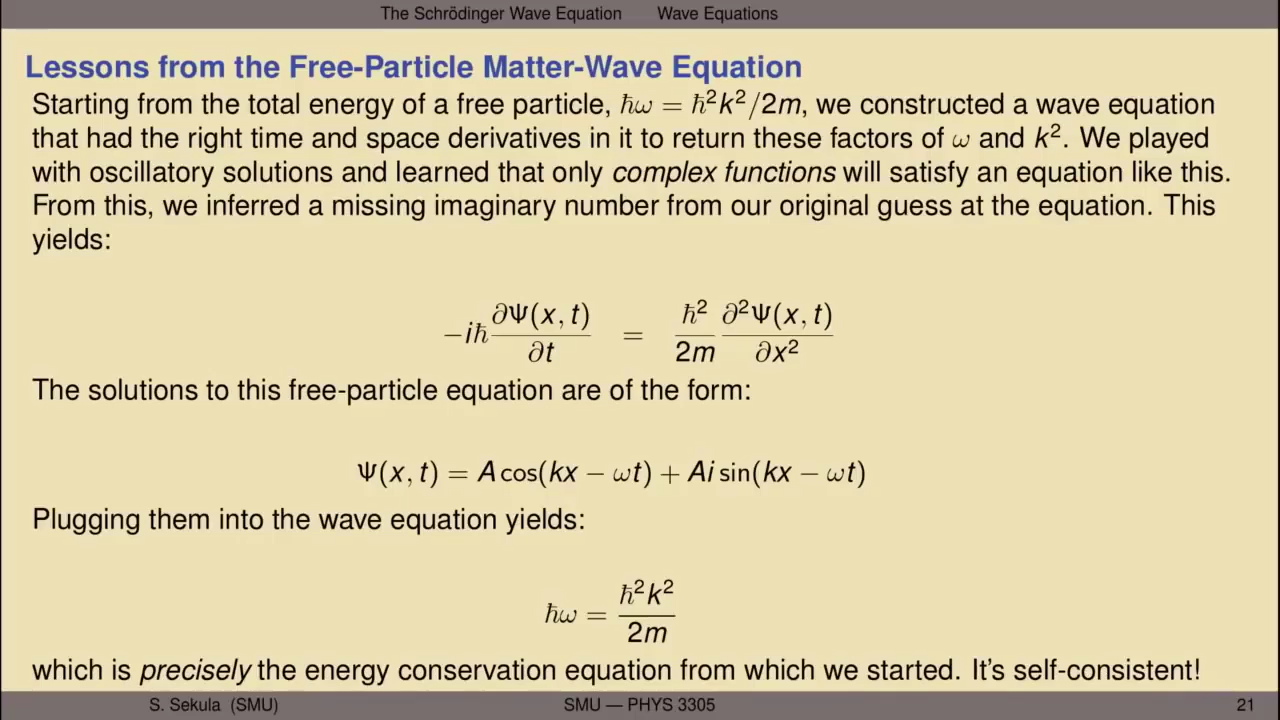 The Schrödinger Wave Equation Wave Equations
Lessons from the Free-Particle Matter-Wave Equation
Starting from the total energy of a free particle, ℏω = ℏ²k²/2m, we constructed a wave equation
that had the right time and space derivatives in it to return these factors of ω and k². We played
with oscillatory solutions and learned that only complex functions will satisfy an equation like this.
From this, we inferred a missing imaginary number from our original guess at the equation. This
yields:
−iℏ ∂Ψ(x, t)/∂t = ℏ²/2m ∂²Ψ(x, t)/∂x²
The solutions to this free-particle equation are of the form:
Ψ(x, t) = A cos(kx − ωt) + Ai sin(kx − ωt)
Plugging them into the wave equation yields:
ℏω = ℏ²k²/2m
which is precisely the energy conservation equation from which we started. It's self-consistent!
S. Sekula (SMU) SMU — PHYS 3305 21